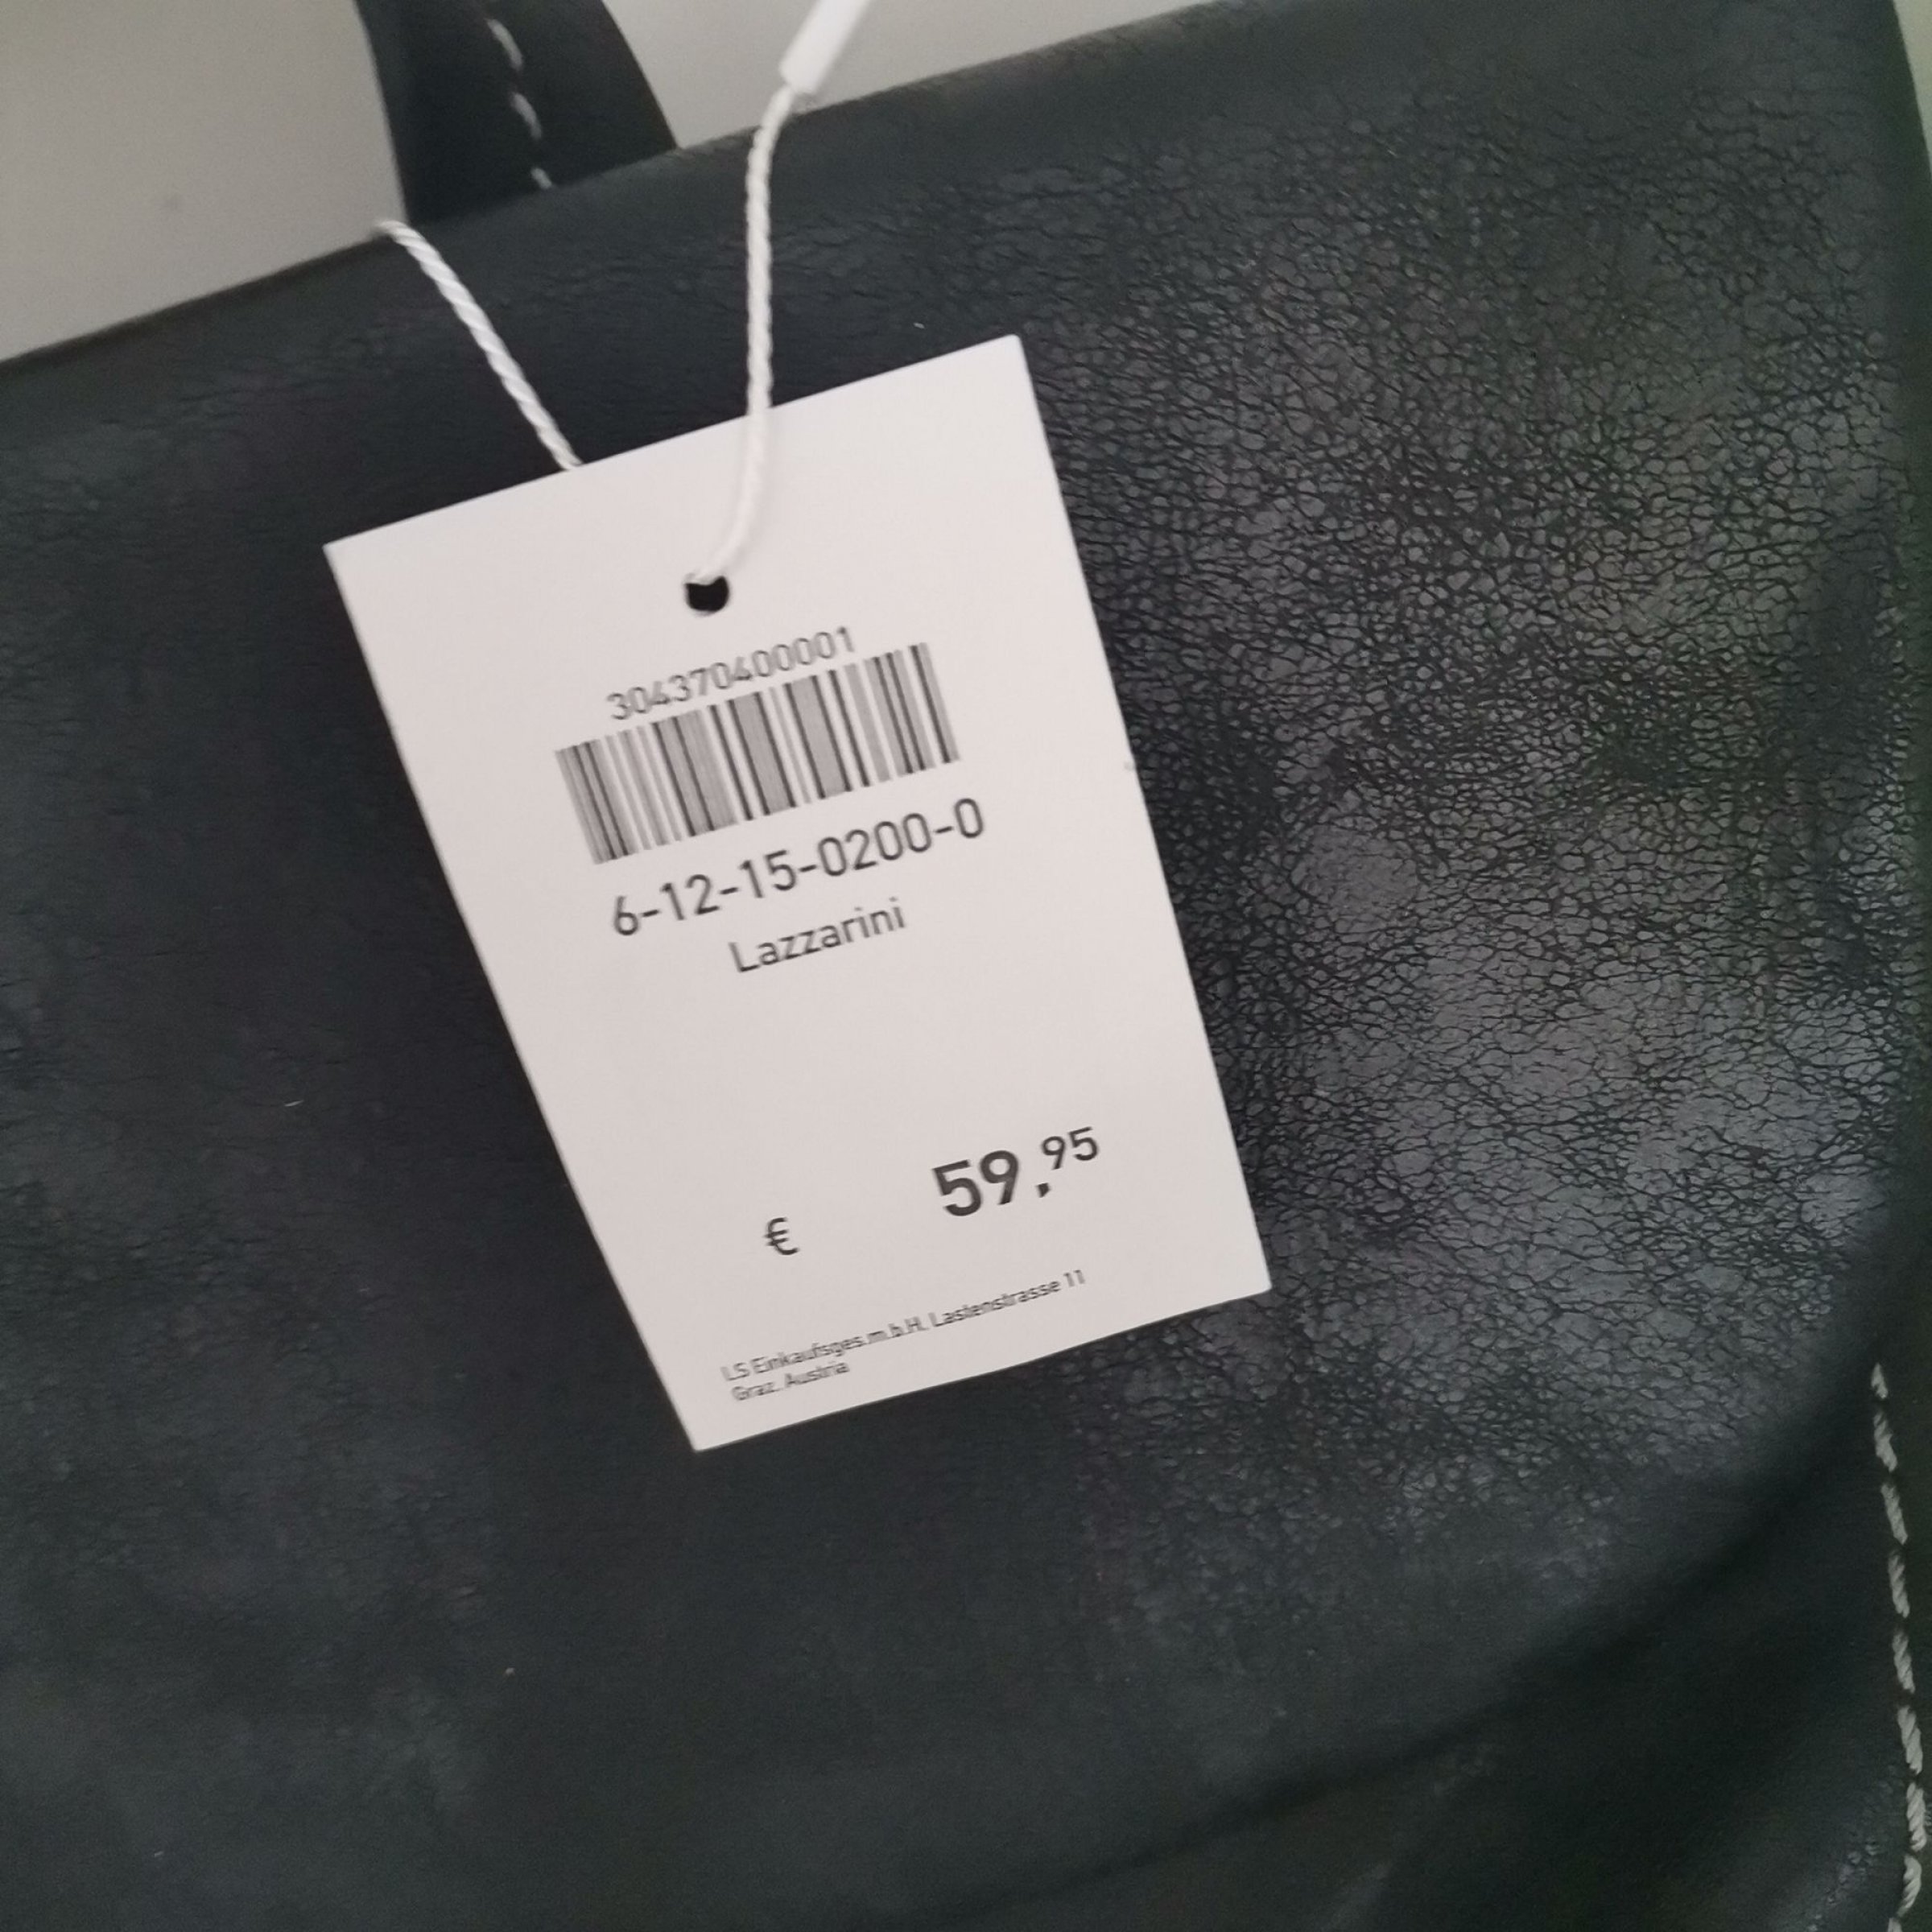 304370400001
6-12-15-0200-0
Lazzarini
€ 59,95
LS Einkaufsges.m.b.H. Lastenstrasse 11
Graz. Austria